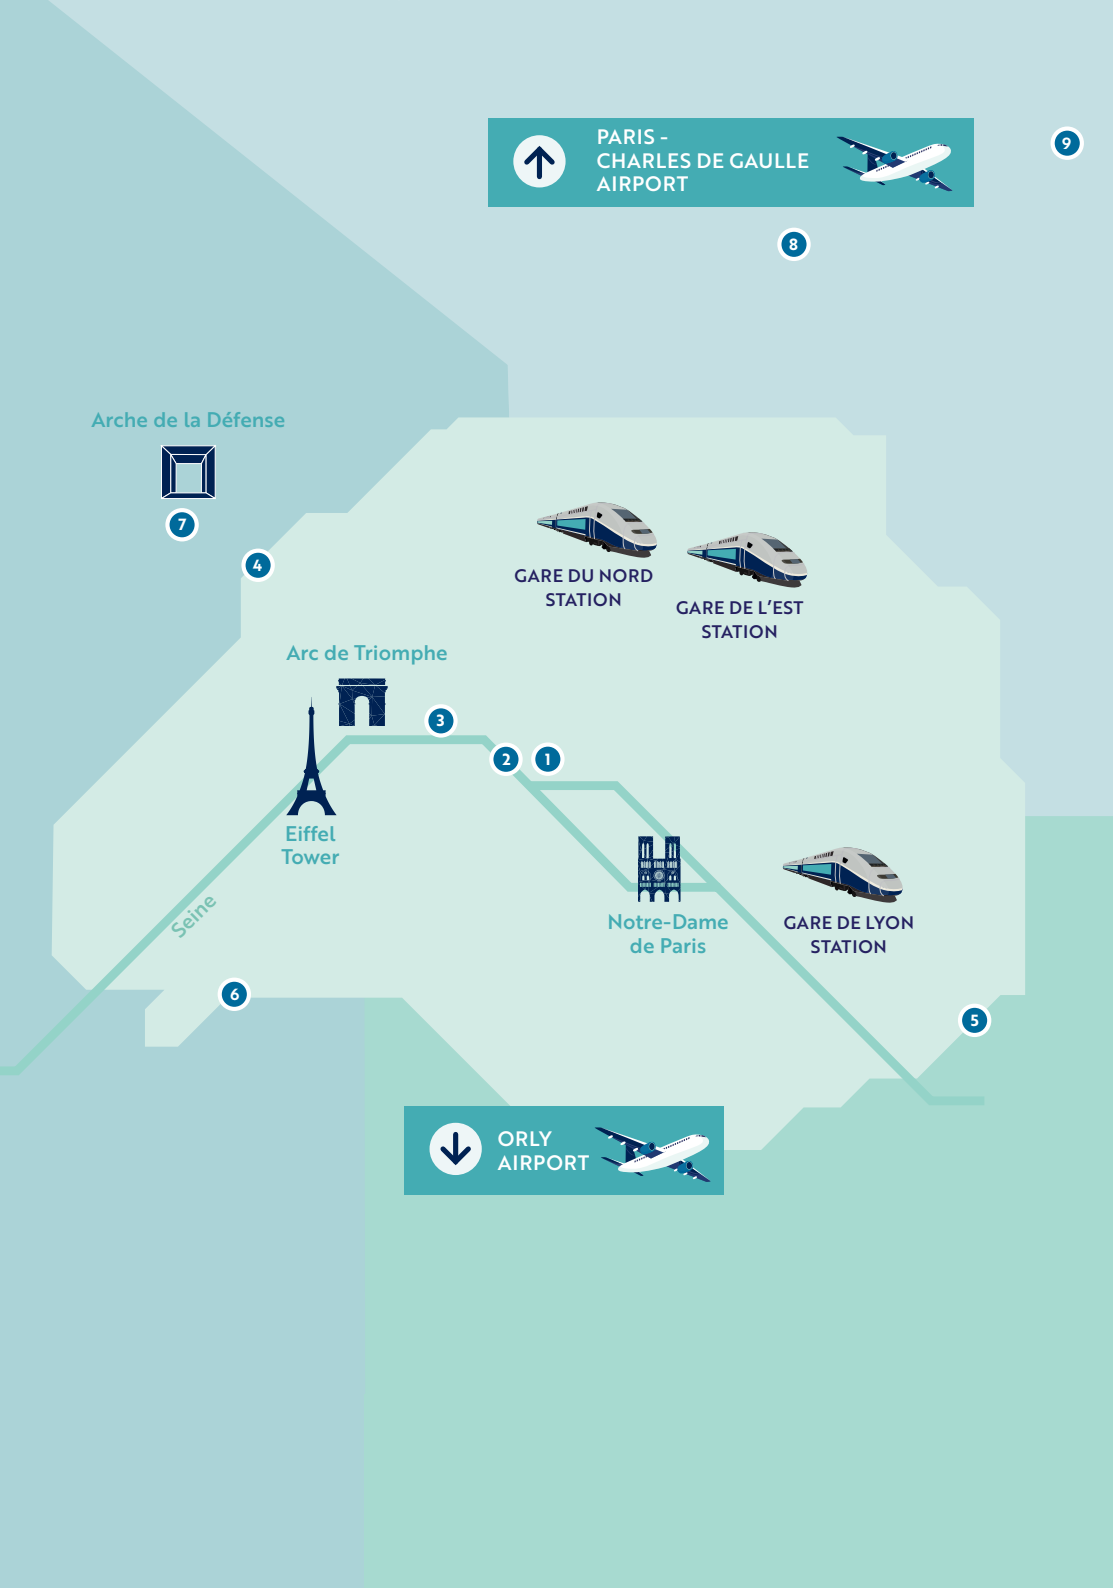 PARIS -
CHARLES DE GAULLE
AIRPORT
9
8
Arche de la Défense
7
4
GARE DU NORD
STATION
GARE DE L'EST
STATION
Arc de Triomphe
3
2
1
Eiffel
Tower
Seine
Notre-Dame
de Paris
GARE DE LYON
STATION
6
5
ORLY
AIRPORT